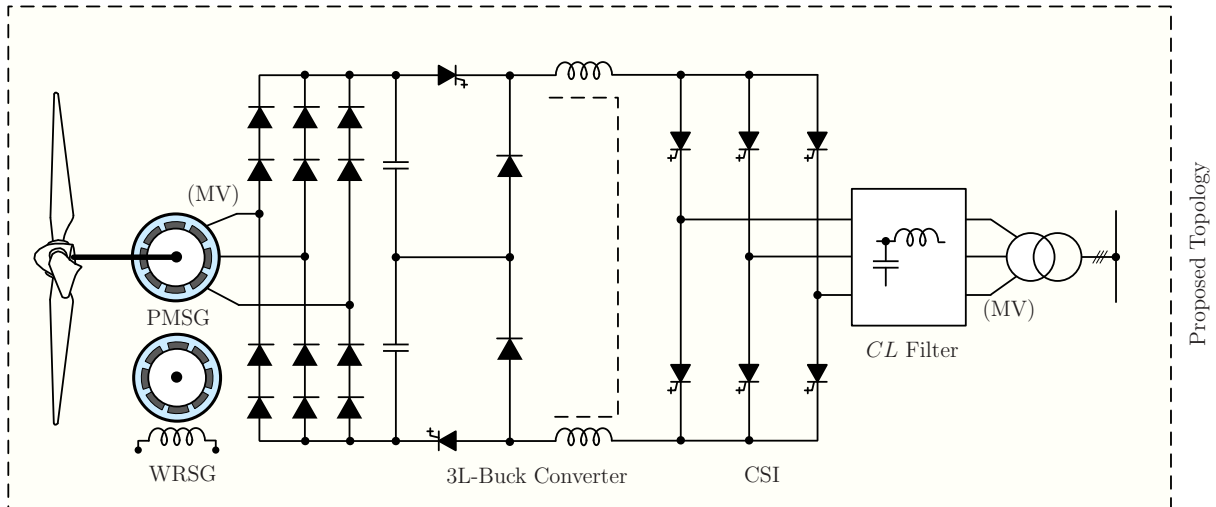 (MV)
PMSG
WRSG
3L-Buck Converter
CSI
CL Filter
(MV)
Proposed Topology